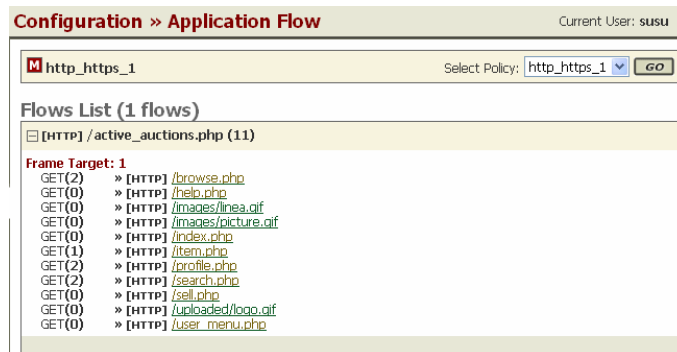 Configuration » Application Flow Current User: susu
M http_https_1 Select Policy: http_https_1 GO
Flows List (1 flows)
[HTTP] /active_auctions.php (11)
Frame Target: 1
GET(2) » [HTTP] /browse.php
GET(0) » [HTTP] /help.php
GET(0) » [HTTP] /images/linea.gif
GET(0) » [HTTP] /images/picture.gif
GET(0) » [HTTP] /index.php
GET(1) » [HTTP] /item.php
GET(2) » [HTTP] /profile.php
GET(2) » [HTTP] /search.php
GET(0) » [HTTP] /sell.php
GET(0) » [HTTP] /uploaded/logo.gif
GET(0) » [HTTP] /user_menu.php